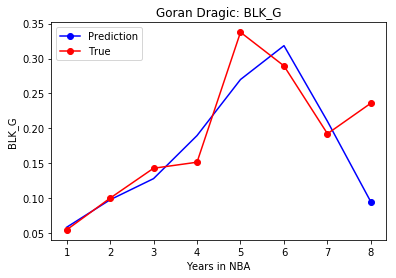 Goran Dragic: BLK_G
Prediction
True
0.35
0.30
0.25
0.20
0.15
0.10
0.05
BLK_G
1 2 3 4 5 6 7 8
Years in NBA